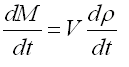 dM/dt = V dρ/dt